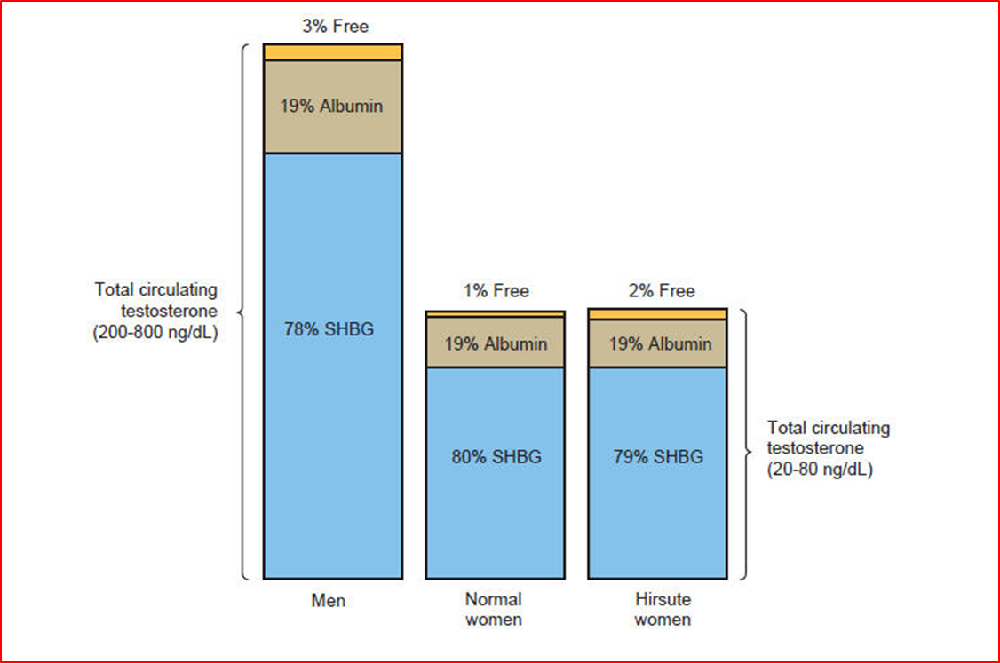 3% Free
19% Albumin
78% SHBG
Total circulating
testosterone
(200-800 ng/dL)
Men
1% Free
19% Albumin
80% SHBG
Normal
women
2% Free
19% Albumin
79% SHBG
Hirsute
women
Total circulating
testosterone
(20-80 ng/dL)